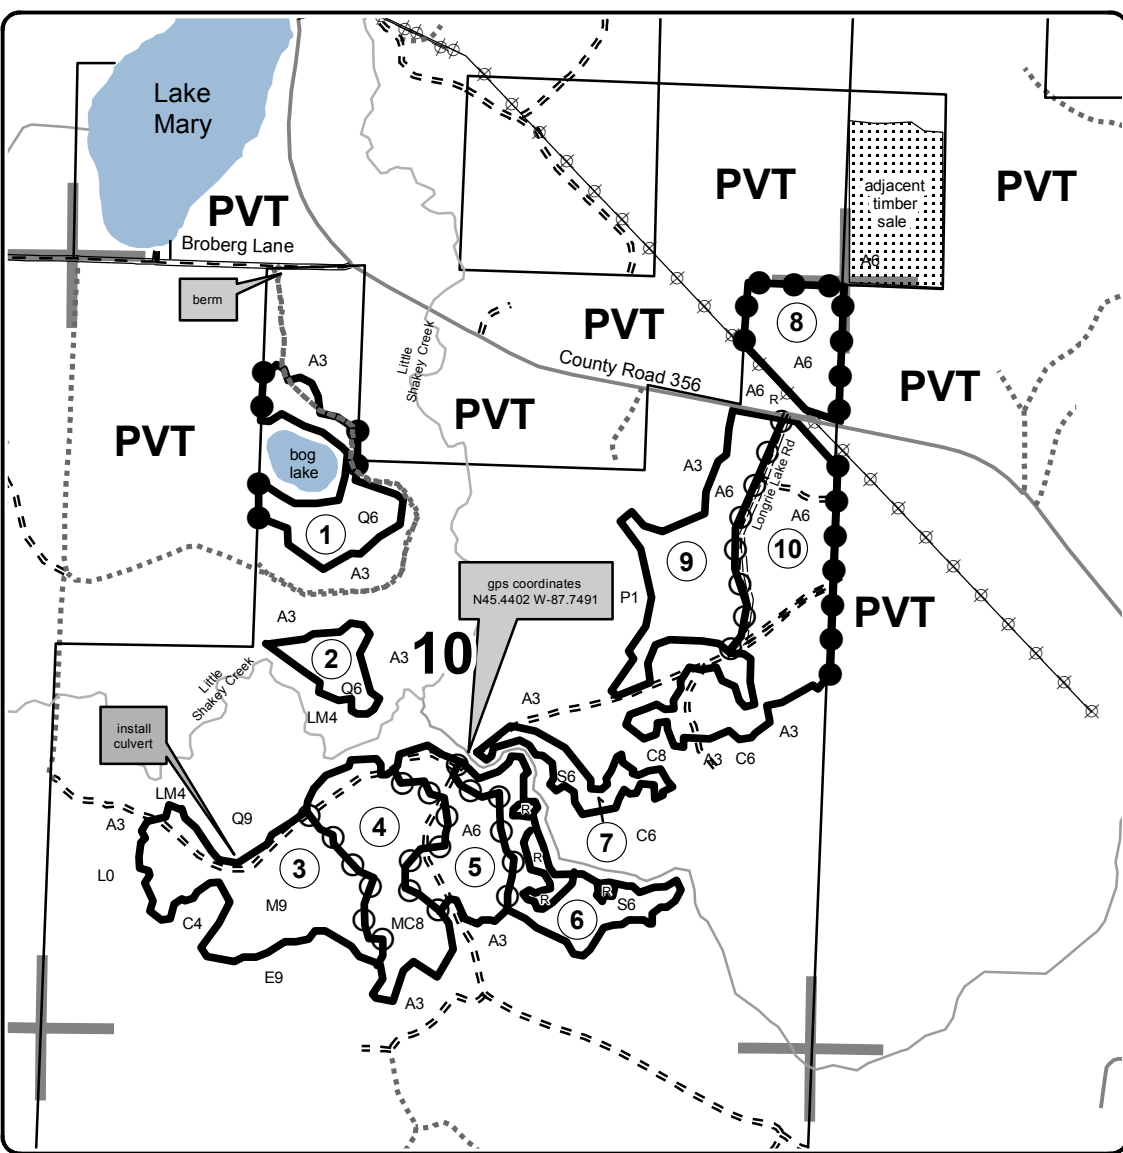 Lake
Mary
PVT
Broberg Lane
berm
PVT
PVT
adjacent
timber
sale
A6
PVT
8
A6
A6
R
County Road 356
Little
Shakey Creek
A3
PVT
PVT
PVT
bog
lake
Q6
1
A3
A3
A6
Longrie Lake Rd
A6
9
10
P1
PVT
gps coordinates
N45.4402 W-87.7491
A3
2
Q6
A3
10
LM4
Little
Shakey Creek
install
culvert
A3
A3
C6
A3
C8
S6
7
C6
LM4
A3
Q9
L0
C4
3
M9
E9
4
MC8
A3
A6
5
A3
R
R
R
R
6
S6